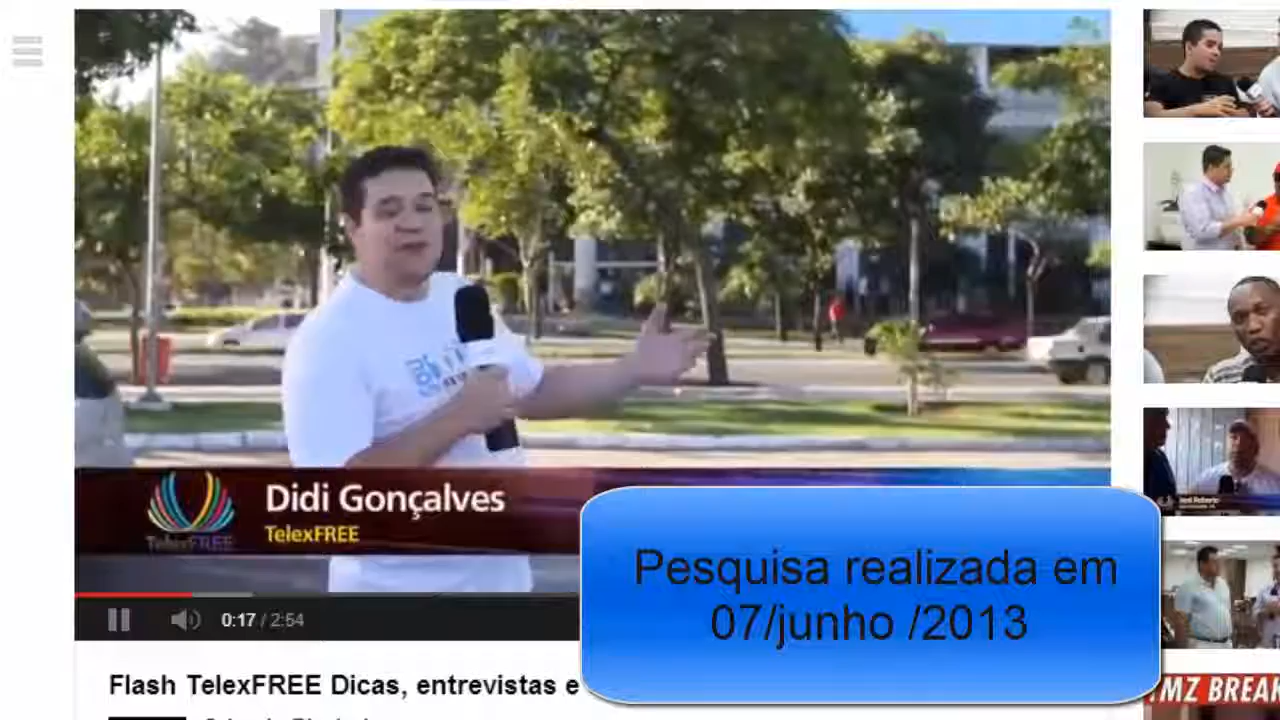 Didi Gonçalves
TelexFREE
TelexFREE
Pesquisa realizada em
07/junho /2013
0:17 / 2:54
Flash TelexFREE Dicas, entrevistas e
TMZ BREAK